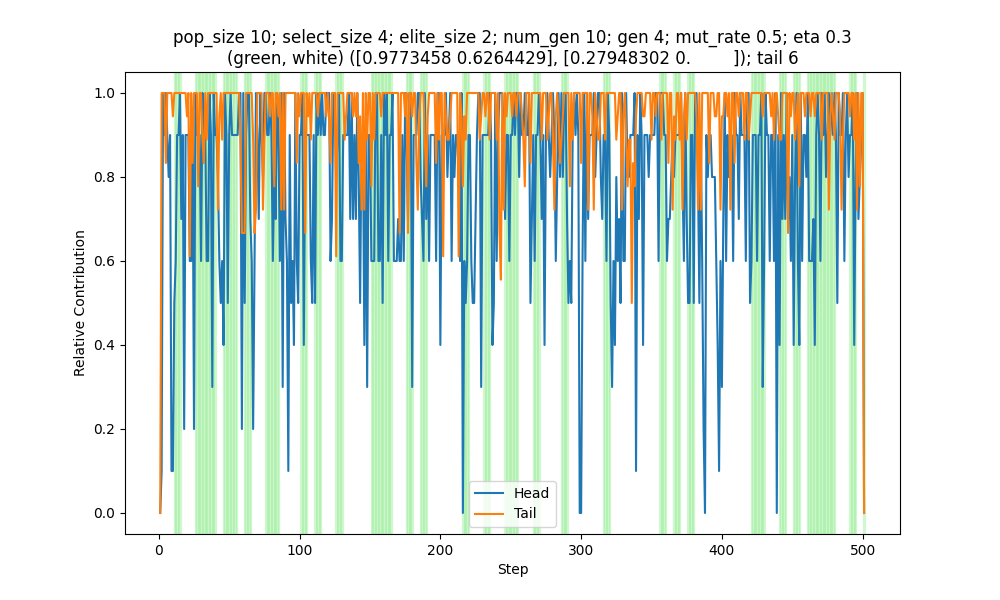 pop_size 10; select_size 4; elite_size 2; num_gen 10; gen 4; mut_rate 0.5; eta 0.3
(green, white) ([0.9773458 0.6264429], [0.27948302 0.        ]); tail 6
1.0
0.8
0.6
0.4
0.2
0.0
Relative Contribution
Head
Tail
0
100
200
300
400
500
Step